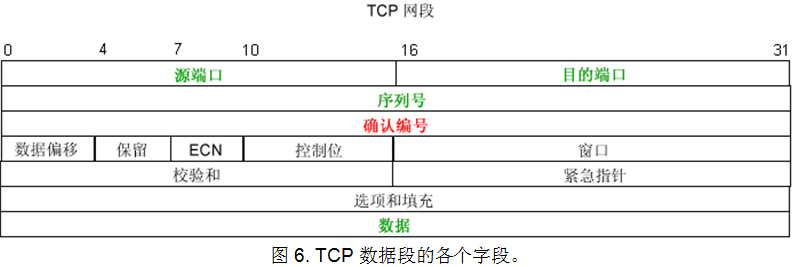 TCP 网段
0 4 7 10 16 31
源端口 目的端口
序列号
确认编号
数据偏移 保留 ECN 控制位 窗口
校验和 紧急指针
选项和填充
数据
图 6. TCP 数据段的各个字段。